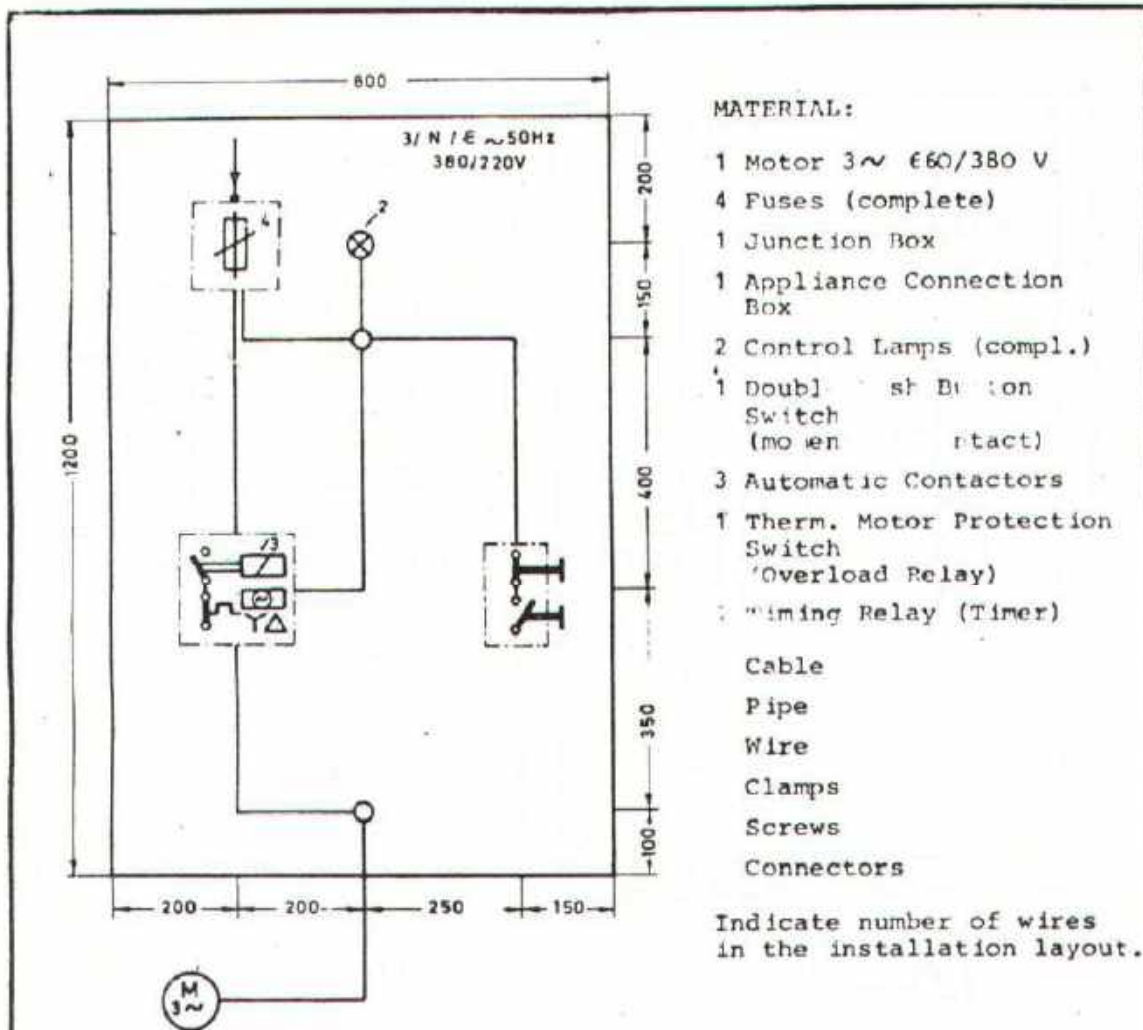 800
3/ N / E ~ 50Hz
380/220V
4
2
200
150
1200
400
3
350
100
200
200
250
150
M
3~
MATERIAL:
1 Motor 3~ 660/380 V
4 Fuses (complete)
1 Junction Box
1 Appliance Connection
Box
2 Control Lamps (compl.)
1
Switch
3 Automatic Contactors
1 Therm. Motor Protection
Switch
Overload Relay)
Timing Relay (Timer)
Cable
Pipe
Wire
Clamps
Screws
Connectors
Indicate number of wires
in the installation layout.